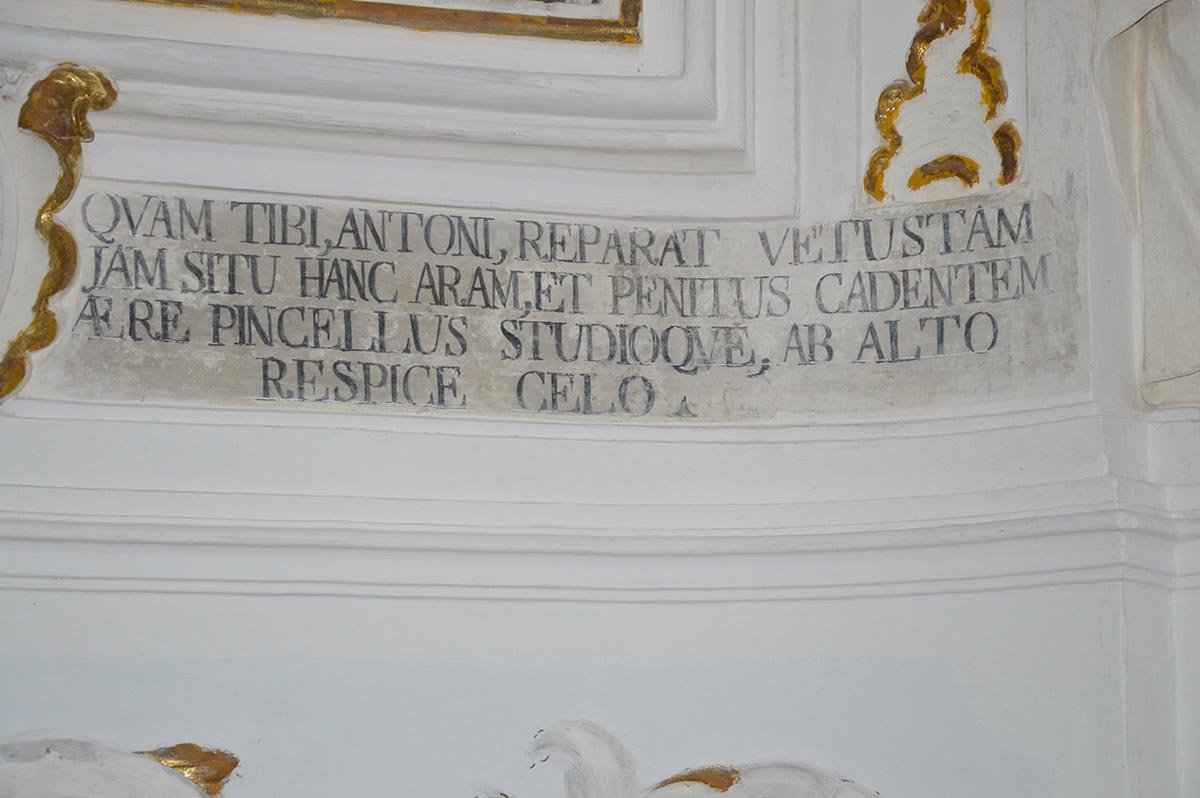 QVAM TIBI, ANTONI, REPARAT VETUSTAM
JAM SITU HANC ARAM, ET PENITUS CADENTEM
ÆRE PINCELLUS STUDIOQVE, AB ALTO
RESPICE CELO